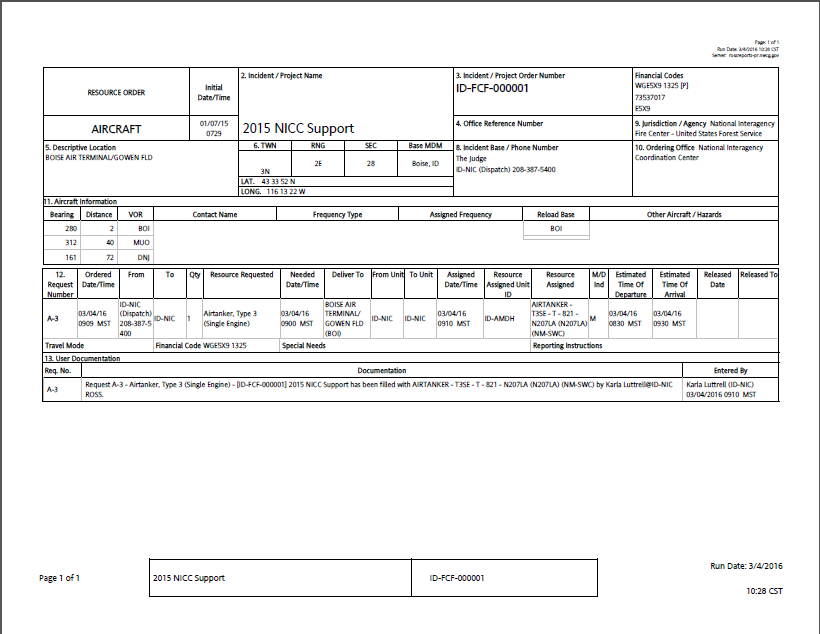 Page: 1 of 1
Run Date: 3/4/2016 10:28 CST
Server: rossreports-pr.nwcg.gov
RESOURCE ORDER
Initial
Date/Time
2. Incident / Project Name
3. Incident / Project Order Number
ID-FCF-000001
Financial Codes
WGE5X9 1325 [P]
73537017
E5X9
AIRCRAFT
01/07/15
0729
2015 NICC Support
4. Office Reference Number
9. Jurisdiction / Agency National Interagency
Fire Center - United States Forest Service
5. Descriptive Location
BOISE AIR TERMINAL/GOWEN FLD
6. TWN RNG SEC Base MDM
3N 2E 28 Boise, ID
LAT. 43 33 52 N
LONG. 116 13 22 W
8. Incident Base / Phone Number
The Judge
ID-NIC (Dispatch) 208-387-5400
10. Ordering Office National Interagency
Coordination Center
11. Aircraft Information
Bearing Distance VOR Contact Name Frequency Type Assigned Frequency Reload Base Other Aircraft / Hazards
280 2 BOI BOI
312 40 MUO
161 72 DNJ
12.
Request
Number
Ordered
Date/Time
From
To
Qty
Resource Requested
Needed
Date/Time
Deliver To
From Unit
To Unit
Assigned
Date/Time
Resource
Assigned Unit
ID
Resource
Assigned
M/D
Ind
Estimated
Time Of
Departure
Estimated
Time Of
Arrival
Released
Date
Released To
A-3
03/04/16
0909 MST
ID-NIC
(Dispatch)
208-387-5
400
ID-NIC
1
Airtanker, Type 3
(Single Engine)
03/04/16
0900 MST
BOISE AIR
TERMINAL/
GOWEN FLD
(BOI)
ID-NIC
ID-NIC
03/04/16
0910 MST
ID-AMDH
AIRTANKER -
T3SE - T - 821 -
N207LA (N207LA)
(NM-SWC)
M
03/04/16
0830 MST
03/04/16
0930 MST
Travel Mode Financial Code WGE5X9 1325 Special Needs Reporting Instructions
13. User Documentation
Req. No. Documentation Entered By
A-3
Request A-3 - Airtanker, Type 3 (Single Engine) - [ID-FCF-000001] 2015 NICC Support has been filled with AIRTANKER - T3SE - T - 821 - N207LA (N207LA) (NM-SWC) by Karla Luttrell@ID-NIC
ROSS.
Karla Luttrell (ID-NIC)
03/04/2016 0910 MST
Page 1 of 1
2015 NICC Support
ID-FCF-000001
Run Date: 3/4/2016
10:28 CST